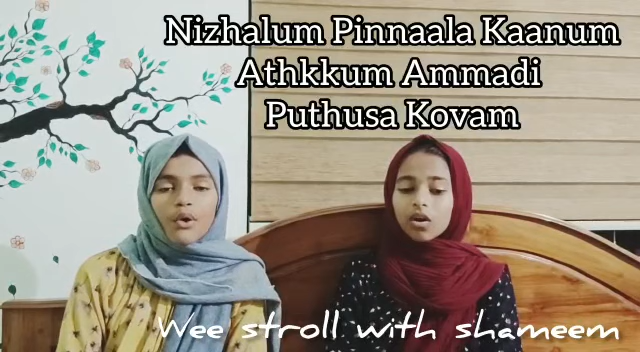 Nizhalum Pinnaala Kaanum
Athkkum Ammadi
Puthusa Kovam
Wee stroll with shameem